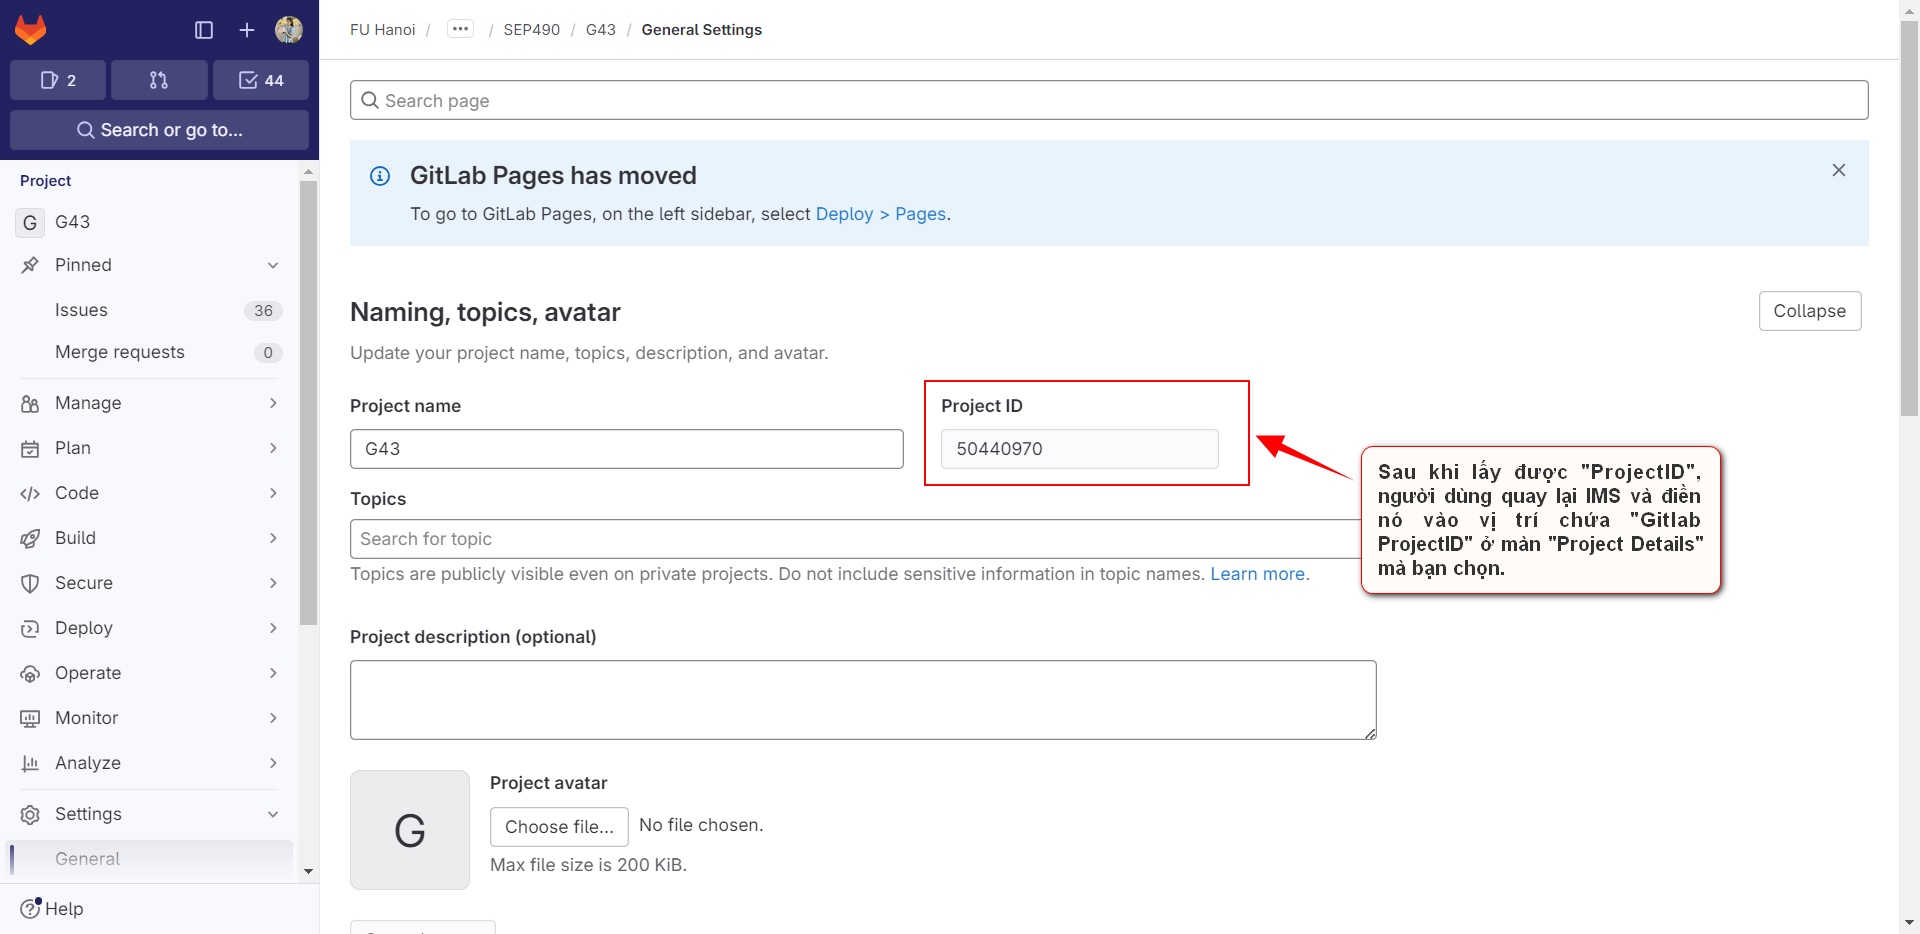 2
44
Search or go to...
Project
G G43
Pinned
Issues 36
Merge requests 0
Manage
Plan
Code
Build
Secure
Deploy
Operate
Monitor
Analyze
Settings
General
Help
FU Hanoi / ••• / SEP490 / G43 / General Settings
Search page
GitLab Pages has moved
To go to GitLab Pages, on the left sidebar, select Deploy > Pages.
Naming, topics, avatar
Collapse
Update your project name, topics, description, and avatar.
Project name
G43
Project ID
50440970
Sau khi lấy được "ProjectID",
người dùng quay lại IMS và điền
nó vào vị trí chứa "Gitlab
ProjectID" ở màn "Project Details"
mà bạn chọn.
Topics
Search for topic
Topics are publicly visible even on private projects. Do not include sensitive information in topic names. Learn more.
Project description (optional)
G
Project avatar
Choose file... No file chosen.
Max file size is 200 KiB.